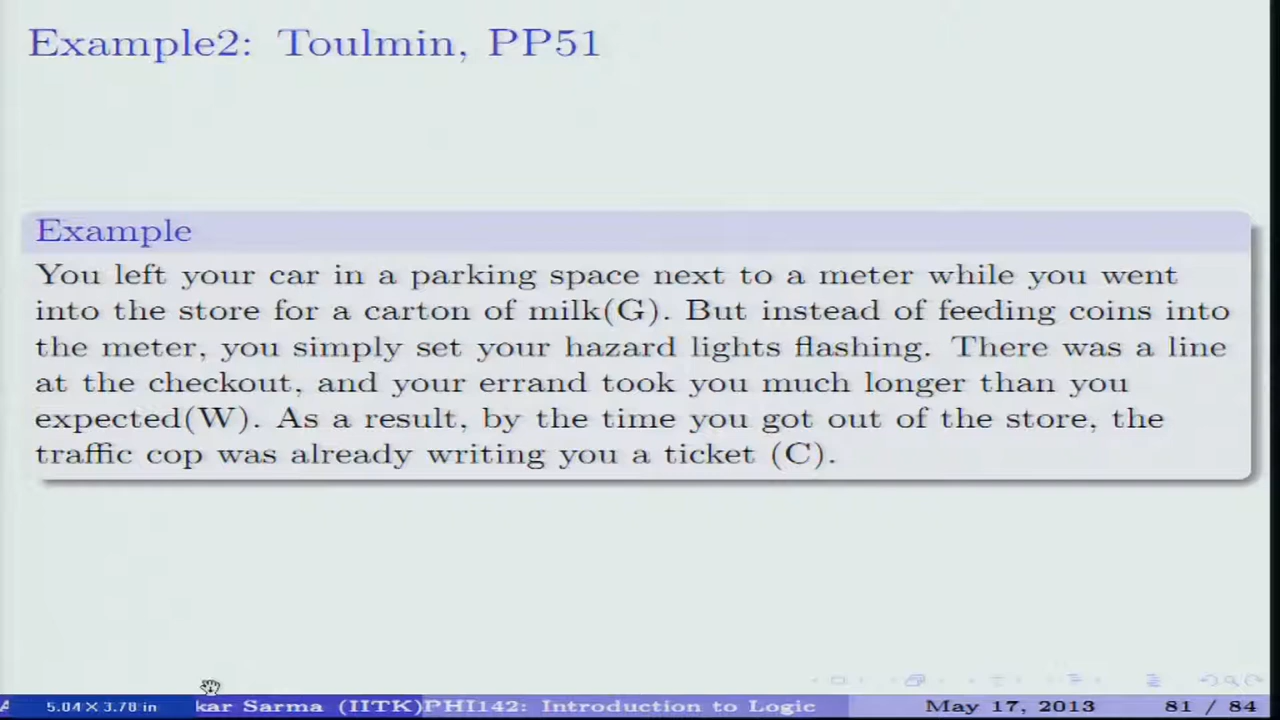 Example2: Toulmin, PP51
Example
You left your car in a parking space next to a meter while you went
into the store for a carton of milk(G). But instead of feeding coins into
the meter, you simply set your hazard lights flashing. There was a line
at the checkout, and your errand took you much longer than you
expected(W). As a result, by the time you got out of the store, the
traffic cop was already writing you a ticket (C).
A
5.04 × 3.78 in
kar Sarma (IITK)
PHI142: Introduction to Logic
May 17, 2013
81 / 84